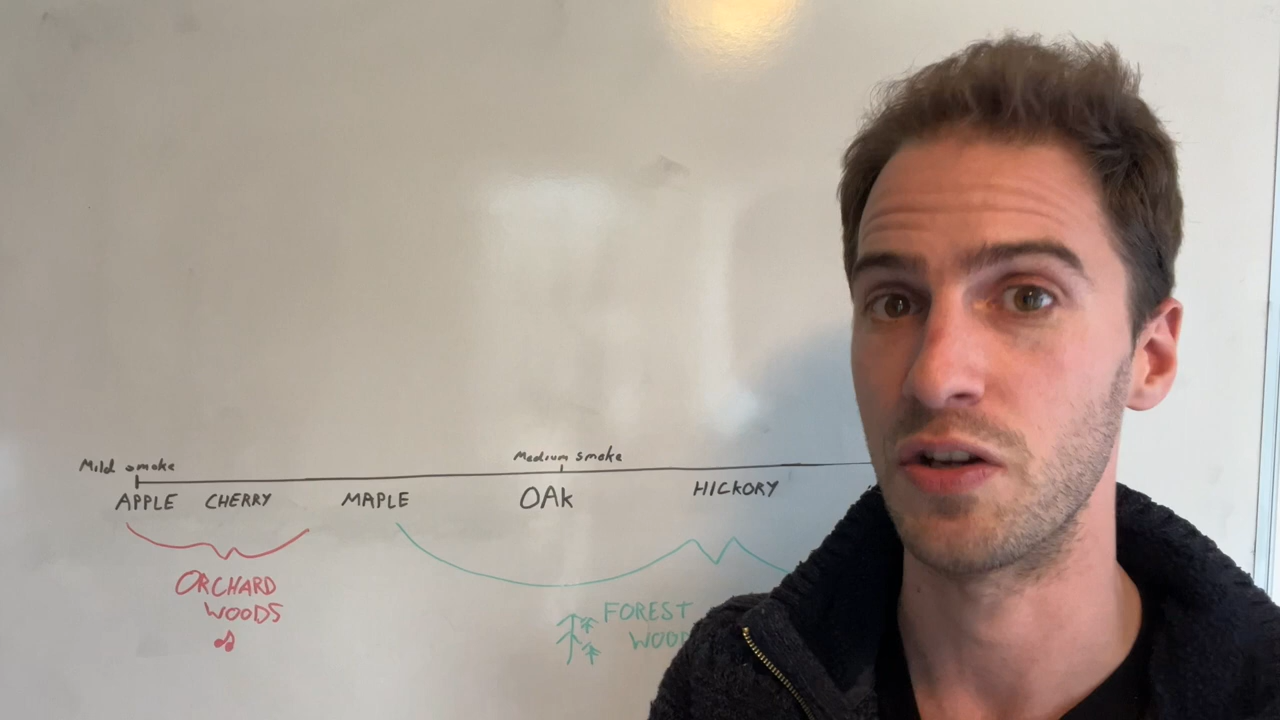 Mild smoke
Medium smoke
APPLE CHERRY MAPLE OAk HICKORY
ORCHARD
WOODS
FOREST